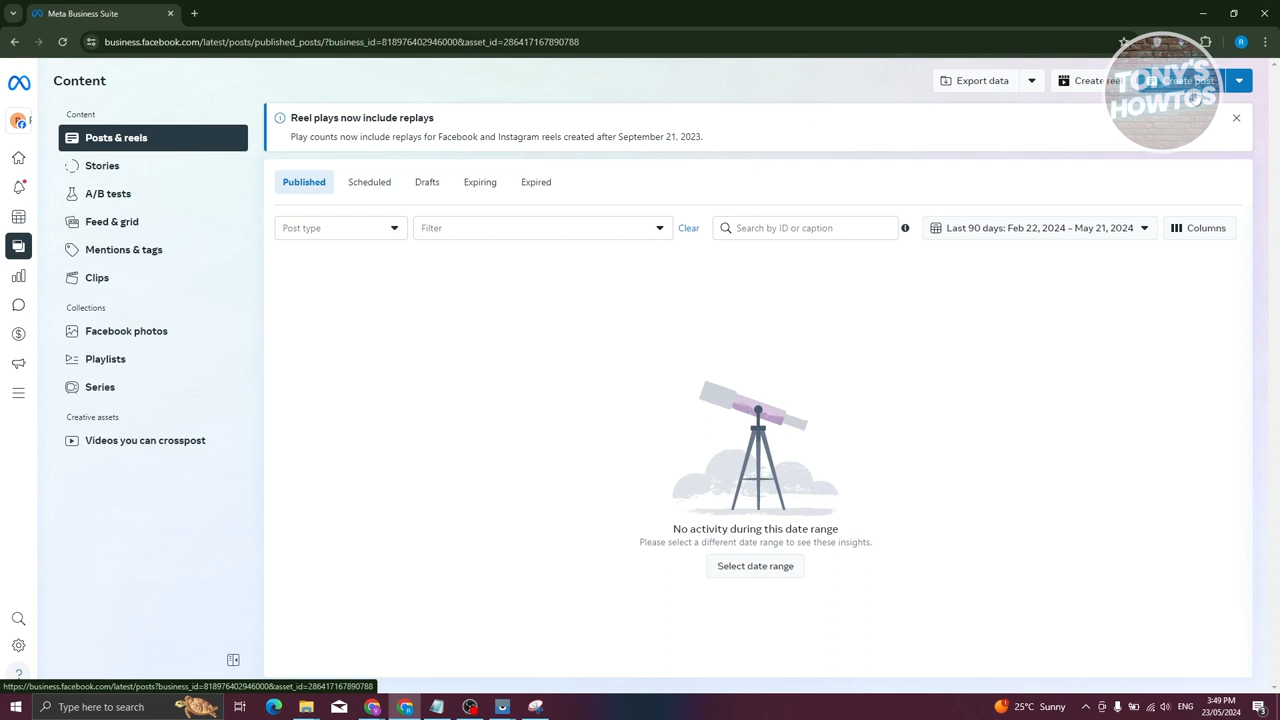 Meta Business Suite
business.facebook.com/latest/posts/published_posts/?business_id=818976402946000&asset_id=286417167890788
R
Content
Export data
Create reel
Create post
TONY'S
HOWTOS
Content
Posts & reels
Stories
A/B tests
Feed & grid
Mentions & tags
Clips
Collections
Facebook photos
Playlists
Series
Creative assets
Videos you can crosspost
Reel plays now include replays
Play counts now include replays for Facebook and Instagram reels created after September 21, 2023.
Published
Scheduled
Drafts
Expiring
Expired
Post type
Filter
Clear
Search by ID or caption
Last 90 days: Feb 22, 2024 – May 21, 2024
Columns
No activity during this date range
Please select a different date range to see these insights.
Select date range
https://business.facebook.com/latest/posts?business_id=818976402946000&asset_id=286417167890788
Type here to search
25°C Sunny
ENG
3:49 PM
23/05/2024